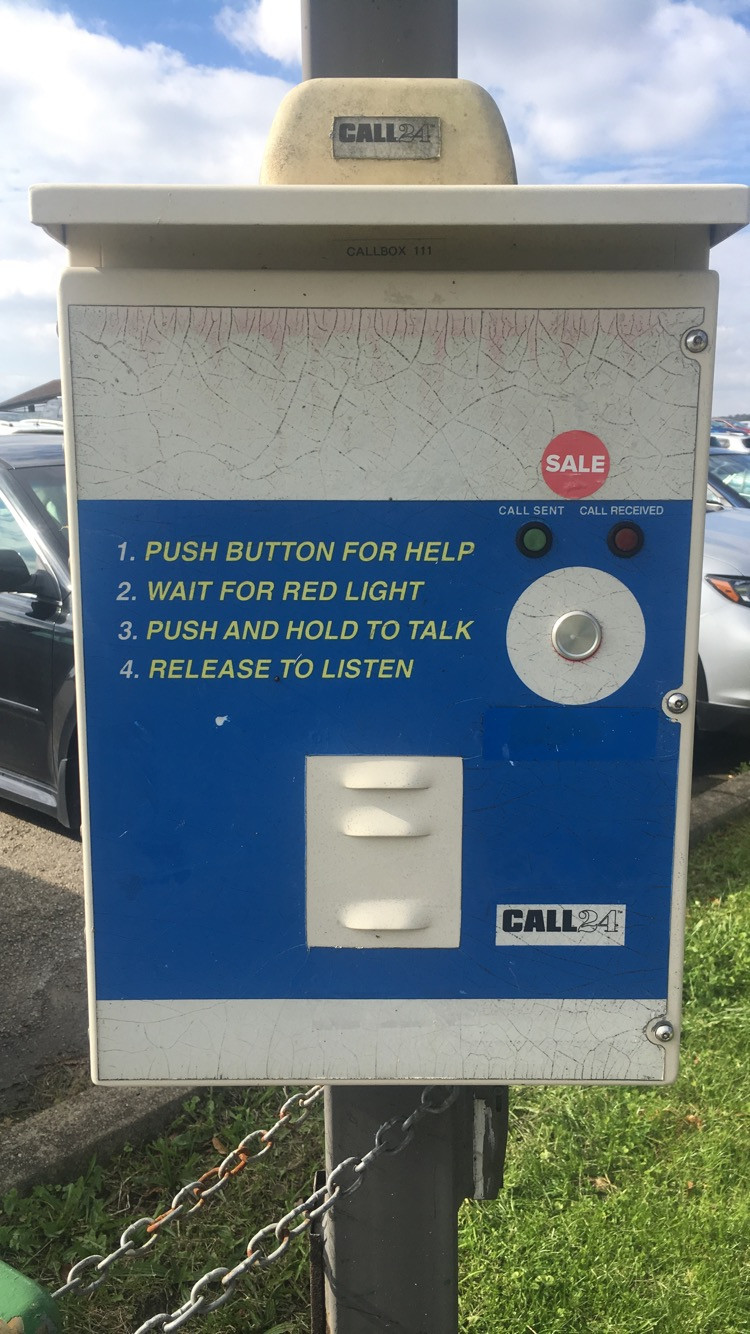 CALL24
CALLBOX 111
SALE
CALL SENT CALL RECEIVED
1. PUSH BUTTON FOR HELP
2. WAIT FOR RED LIGHT
3. PUSH AND HOLD TO TALK
4. RELEASE TO LISTEN
CALL24